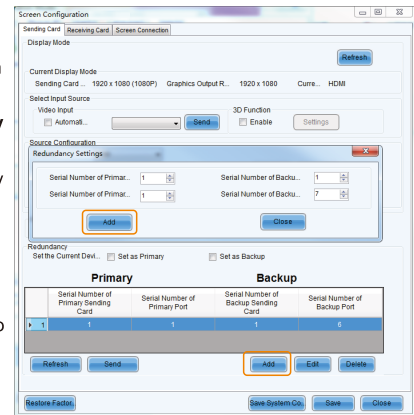 Screen Configuration
Sending Card Receiving Card Screen Connection
Display Mode
Refresh
Current Display Mode
Sending Card ... 1920 x 1080 (1080P) Graphics Output R... 1920 x 1080 Curre... HDMI
Select Input Source
Video Input 3D Function
Automati... Send Enable Settings
Source Configuration
Redundancy Settings
Serial Number of Primar... 1 Serial Number of Backu... 1
Serial Number of Primar... 1 Serial Number of Backu... 7
Add Close
Redundancy
Set the Current Devi... Set as Primary Set as Backup
Primary Backup
Serial Number of Primary Sending Card Serial Number of Primary Port Serial Number of Backup Sending Card Serial Number of Backup Port
1 1 1 1 6
Refresh Send Add Edit Delete
Restore Factor. Save System Co. Save Close